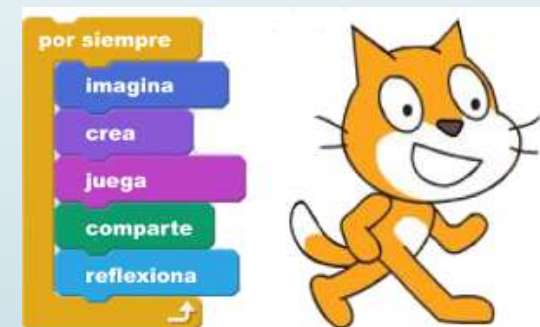 por siempre
imagina
crea
juega
comparte
reflexiona